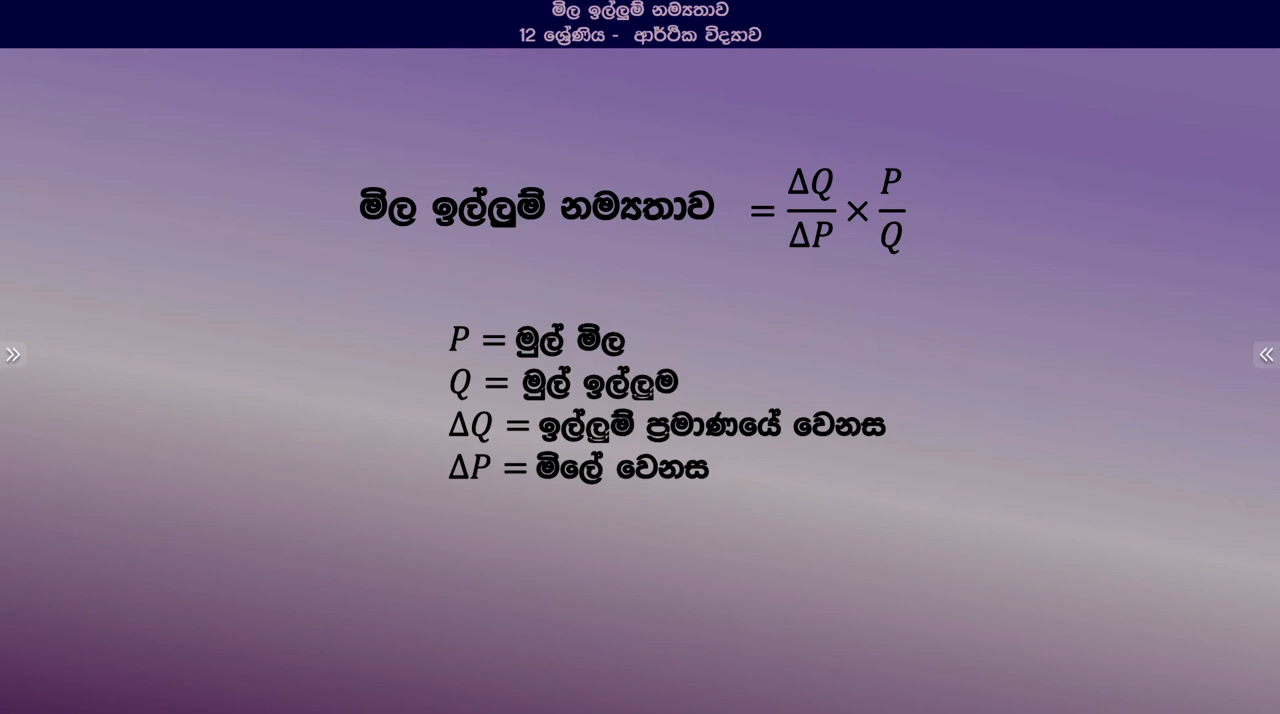 මිල ඉල්ලුම් නම්‍යතාව
12 ශ්‍රේණිය - ආර්ථික විද්‍යාව
මිල ඉල්ලුම් නම්‍යතාව = ΔQ/ΔP × P/Q
P = මුල් මිල
Q = මුල් ඉල්ලුම
ΔQ = ඉල්ලුම් ප්‍රමාණයේ වෙනස
ΔP = මිලේ වෙනස